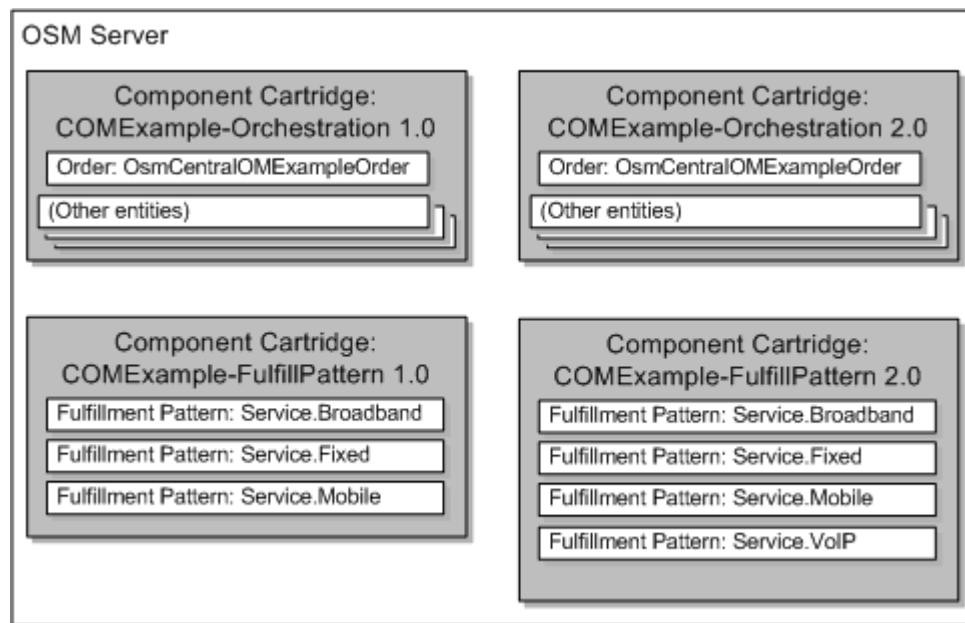 OSM Server
Component Cartridge:
COMExample-Orchestration 1.0
Order: OsmCentralOMExampleOrder
(Other entities)
Component Cartridge:
COMExample-Orchestration 2.0
Order: OsmCentralOMExampleOrder
(Other entities)
Component Cartridge:
COMExample-FulfillPattern 1.0
Fulfillment Pattern: Service.Broadband
Fulfillment Pattern: Service.Fixed
Fulfillment Pattern: Service.Mobile
Component Cartridge:
COMExample-FulfillPattern 2.0
Fulfillment Pattern: Service.Broadband
Fulfillment Pattern: Service.Fixed
Fulfillment Pattern: Service.Mobile
Fulfillment Pattern: Service.VoIP